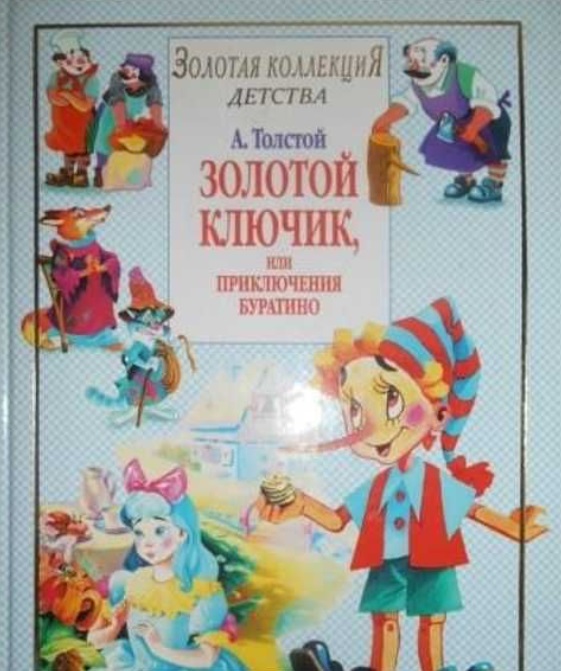 ЗОЛОТАЯ КОЛЛЕКЦИЯ
ДЕТСТВА
А. Толстой
ЗОЛОТОЙ
КЛЮЧИК,
ИЛИ
ПРИКЛЮЧЕНИЯ
БУРАТИНО